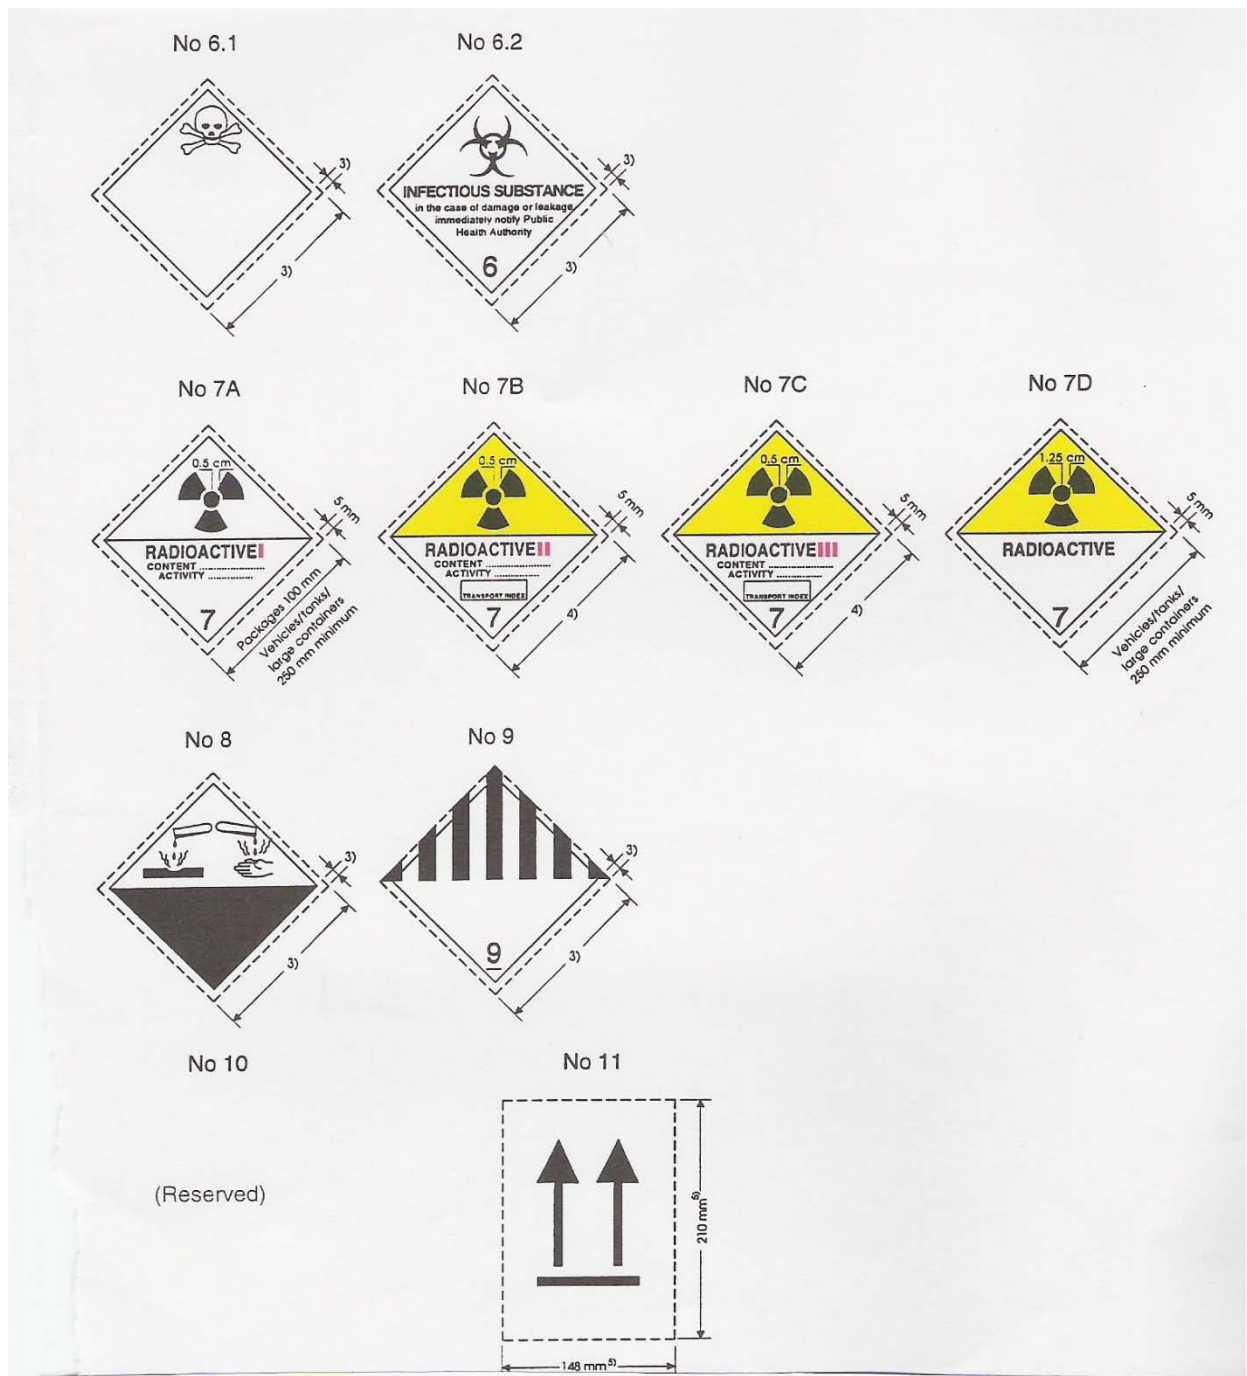 No 6.1
No 6.2
3)
3)
INFECTIOUS SUBSTANCE
in the case of damage or leakage
immediately notify Public
Health Authority
6
3)
3)
No 7A
No 7B
No 7C
No 7D
0.5 cm
5 mm
RADIOACTIVE I
CONTENT
ACTIVITY
7
Packages 100 mm
Vehicles/tanks/
large containers
250 mm minimum
0.5 cm
5 mm
RADIOACTIVE II
CONTENT
ACTIVITY
TRANSPORT INDEX
7
4)
0.5 cm
5 mm
RADIOACTIVE III
CONTENT
ACTIVITY
TRANSPORT INDEX
7
4)
1.25 cm
5 mm
RADIOACTIVE
7
Vehicles/tanks/
large containers
250 mm minimum
No 8
No 9
3)
3)
9
3)
3)
No 10
No 11
(Reserved)
210 mm 5)
148 mm 5)